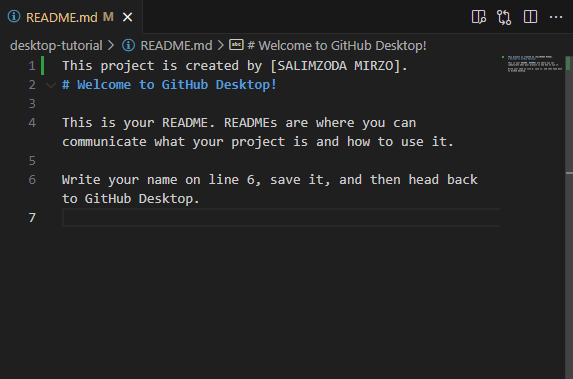 README.md M
desktop-tutorial > README.md > # Welcome to GitHub Desktop!
1 This project is created by [SALIMZODA MIRZO].
2 # Welcome to GitHub Desktop!
3
4 This is your README. READMEs are where you can
communicate what your project is and how to use it.
5
6 Write your name on line 6, save it, and then head back
to GitHub Desktop.
7